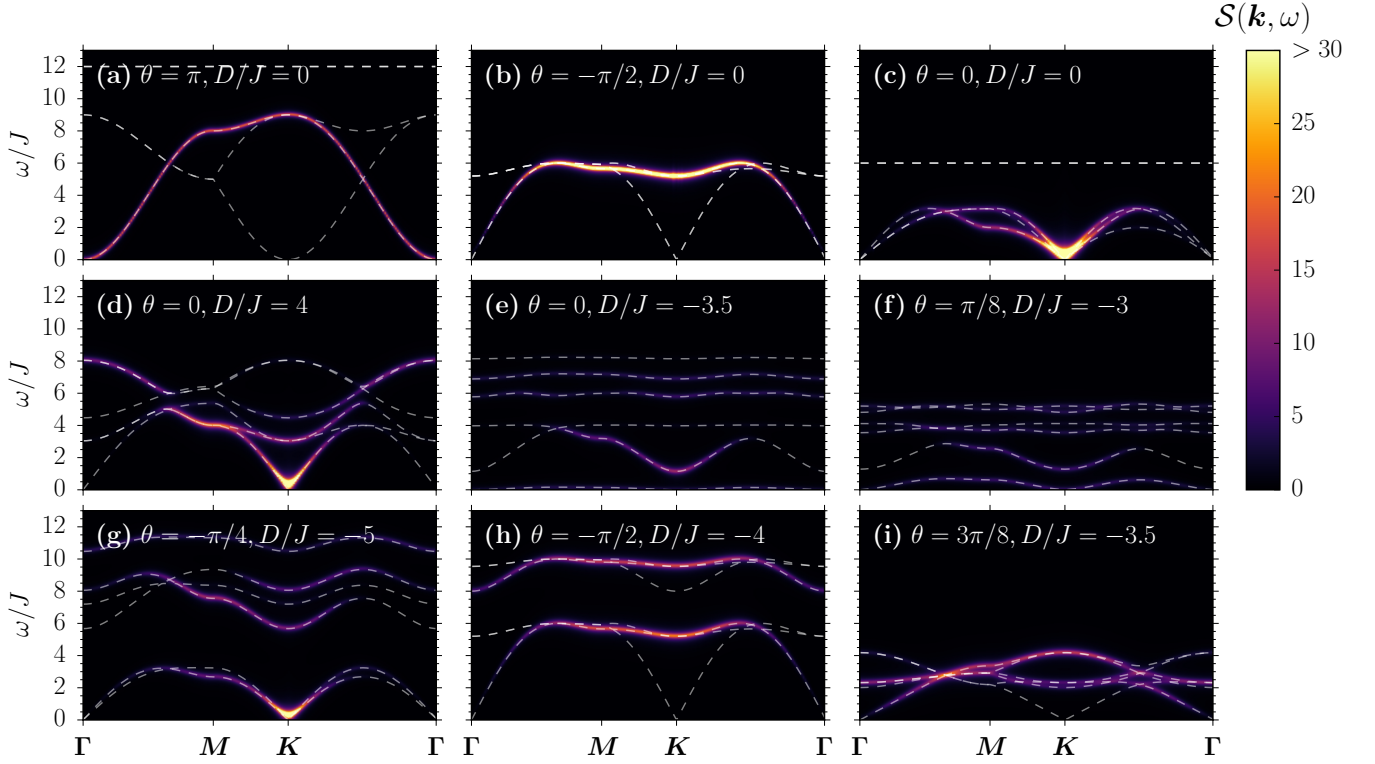 𝒮(k, ω)
(a) θ = π, D/J = 0
(b) θ = −π/2, D/J = 0
(c) θ = 0, D/J = 0
ω/J
12
10
8
6
4
2
0
> 30
25
20
15
10
5
0
(d) θ = 0, D/J = 4
(e) θ = 0, D/J = −3.5
(f) θ = π/8, D/J = −3
ω/J
12
10
8
6
4
2
0
(g) θ = −π/4, D/J = −5
(h) θ = −π/2, D/J = −4
(i) θ = 3π/8, D/J = −3.5
ω/J
12
10
8
6
4
2
0
Γ M K Γ Γ M K Γ Γ M K Γ